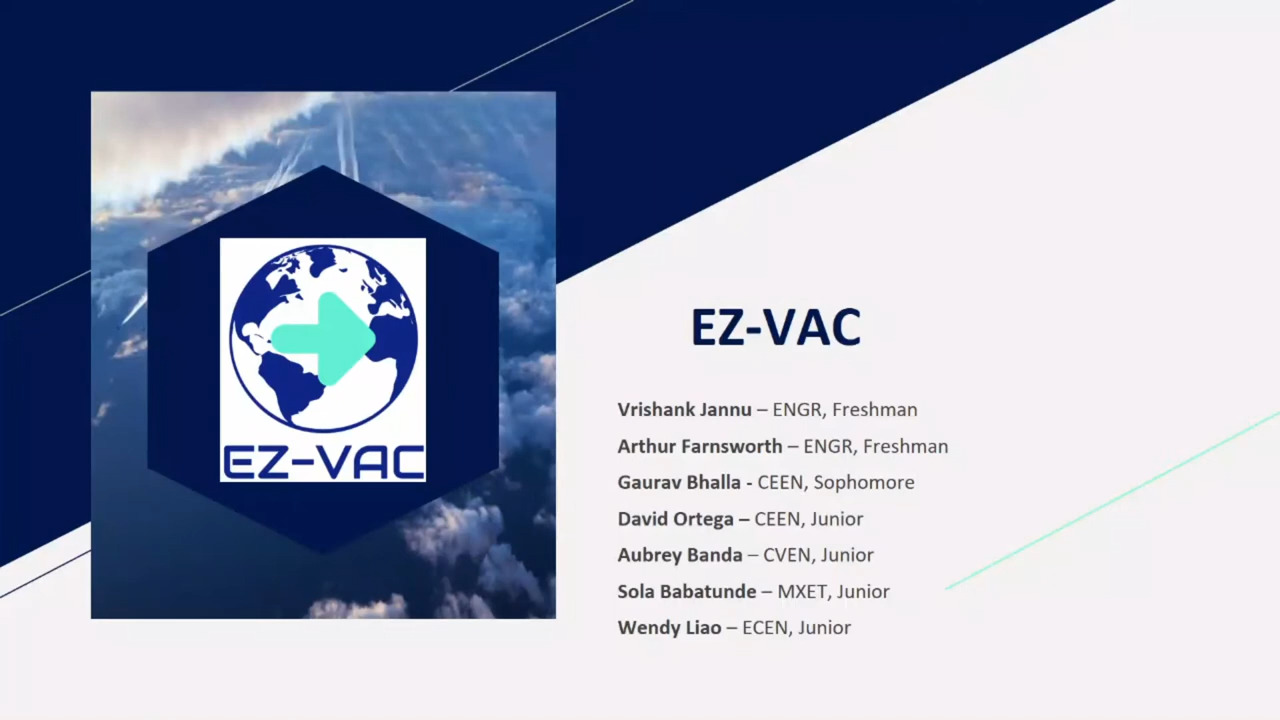 EZ-VAC
EZ-VAC
Vrishank Jannu – ENGR, Freshman
Arthur Farnsworth – ENGR, Freshman
Gaurav Bhalla - CEEN, Sophomore
David Ortega – CEEN, Junior
Aubrey Banda – CVEN, Junior
Sola Babatunde – MXET, Junior
Wendy Liao – ECEN, Junior